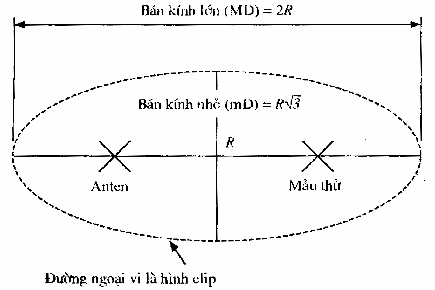 Bán kính lớn (MD) = 2R
Bán kính nhỏ (mD) = R√3
R
Anten
Mẫu thử
Đường ngoại vi là hình elip